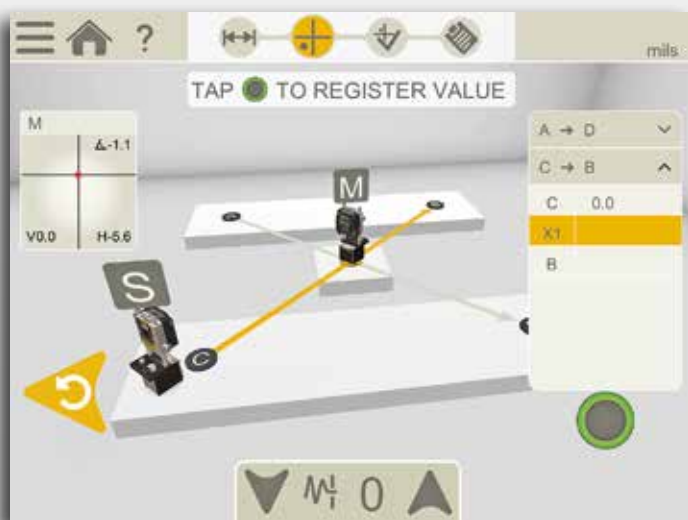 ?
mils
TAP TO REGISTER VALUE
M
∡-1.1
V0.0 H-5.6
A → D
C → B
C 0.0
X1
B
M
S
C
0